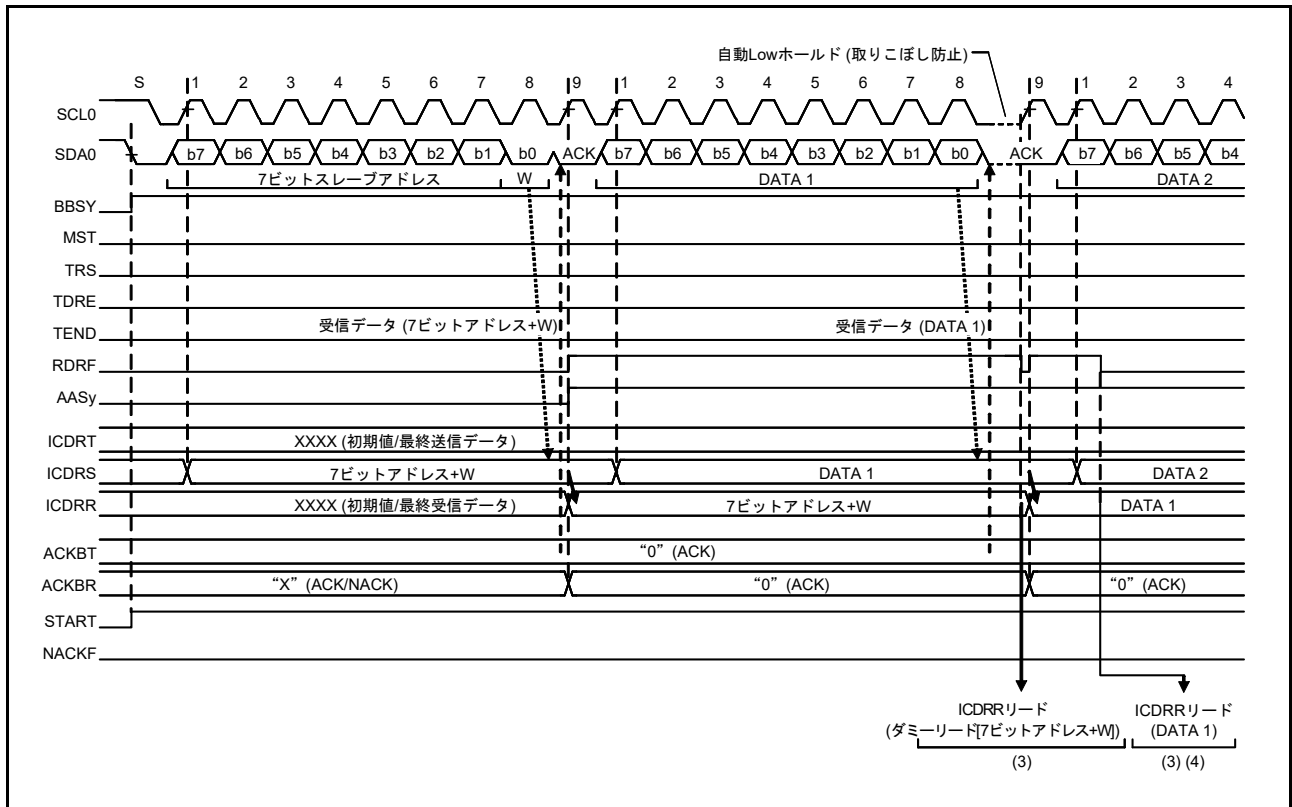 自動Lowホールド (取りこぼし防止)
S 1 2 3 4 5 6 7 8 9 1 2 3 4 5 6 7 8 9 1 2 3 4
SCL0
SDA0 b7 b6 b5 b4 b3 b2 b1 b0 ACK b7 b6 b5 b4 b3 b2 b1 b0 ACK b7 b6 b5 b4
7ビットスレーブアドレス W DATA 1 DATA 2
BBSY
MST
TRS
TDRE
TEND 受信データ (7ビットアドレス+W) 受信データ (DATA 1)
RDRF
AASy
ICDRT XXXX (初期値/最終送信データ)
ICDRS 7ビットアドレス+W DATA 1 DATA 2
ICDRR XXXX (初期値/最終受信データ) 7ビットアドレス+W DATA 1
ACKBT “0” (ACK)
ACKBR “X” (ACK/NACK) “0” (ACK) “0” (ACK)
START
NACKF
ICDRRリード ICDRRリード
(ダミーリード[7ビットアドレス+W]) (DATA 1)
(3) (3) (4)